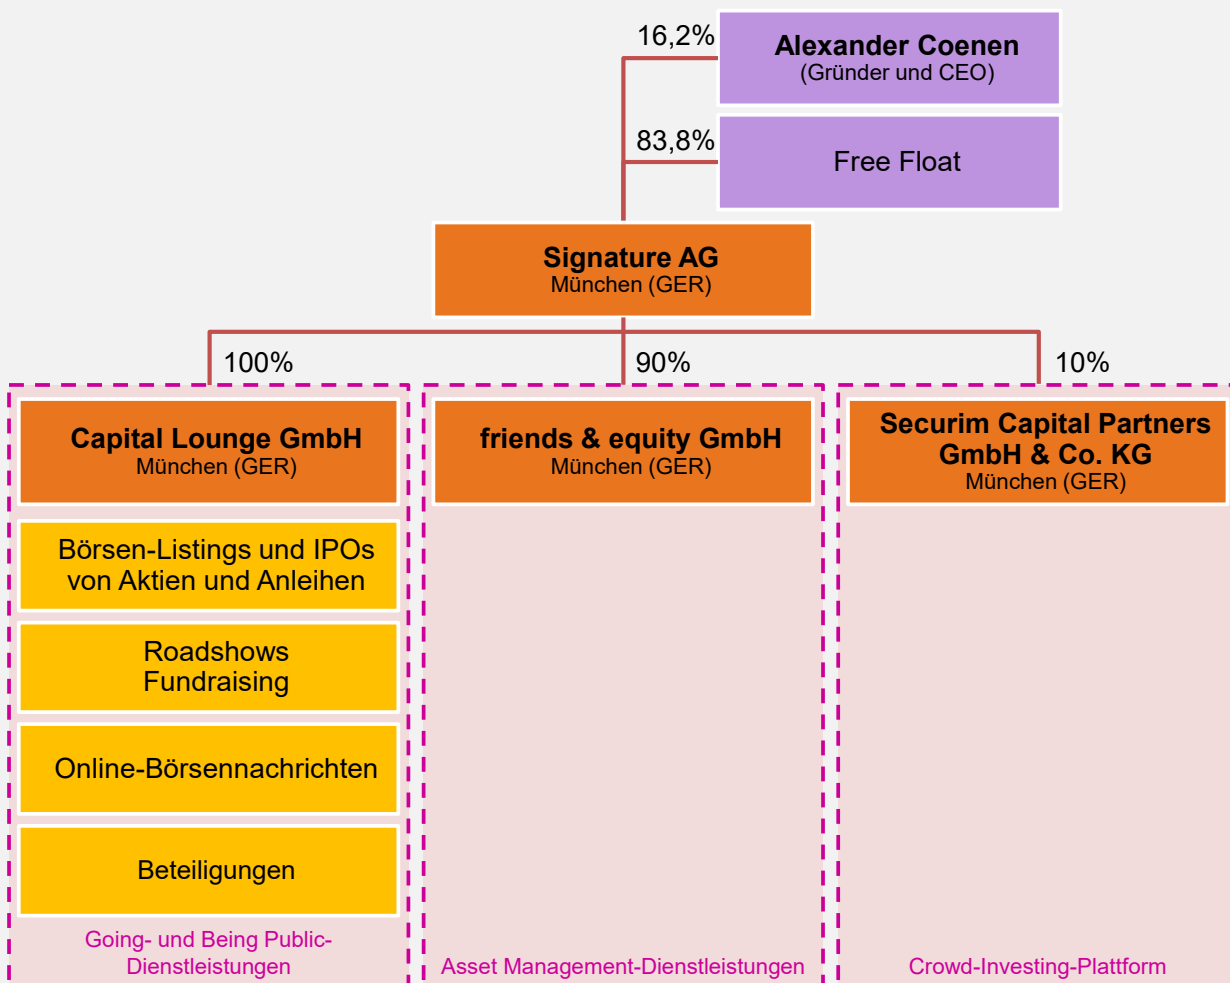 16,2%
Alexander Coenen
(Gründer und CEO)
83,8%
Free Float
Signature AG
München (GER)
100%
90%
10%
Capital Lounge GmbH
München (GER)
friends & equity GmbH
München (GER)
Securim Capital Partners
GmbH & Co. KG
München (GER)
Börsen-Listings und IPOs
von Aktien und Anleihen
Roadshows
Fundraising
Online-Börsennachrichten
Beteiligungen
Going- und Being Public-
Dienstleistungen
Asset Management-Dienstleistungen
Crowd-Investing-Plattform